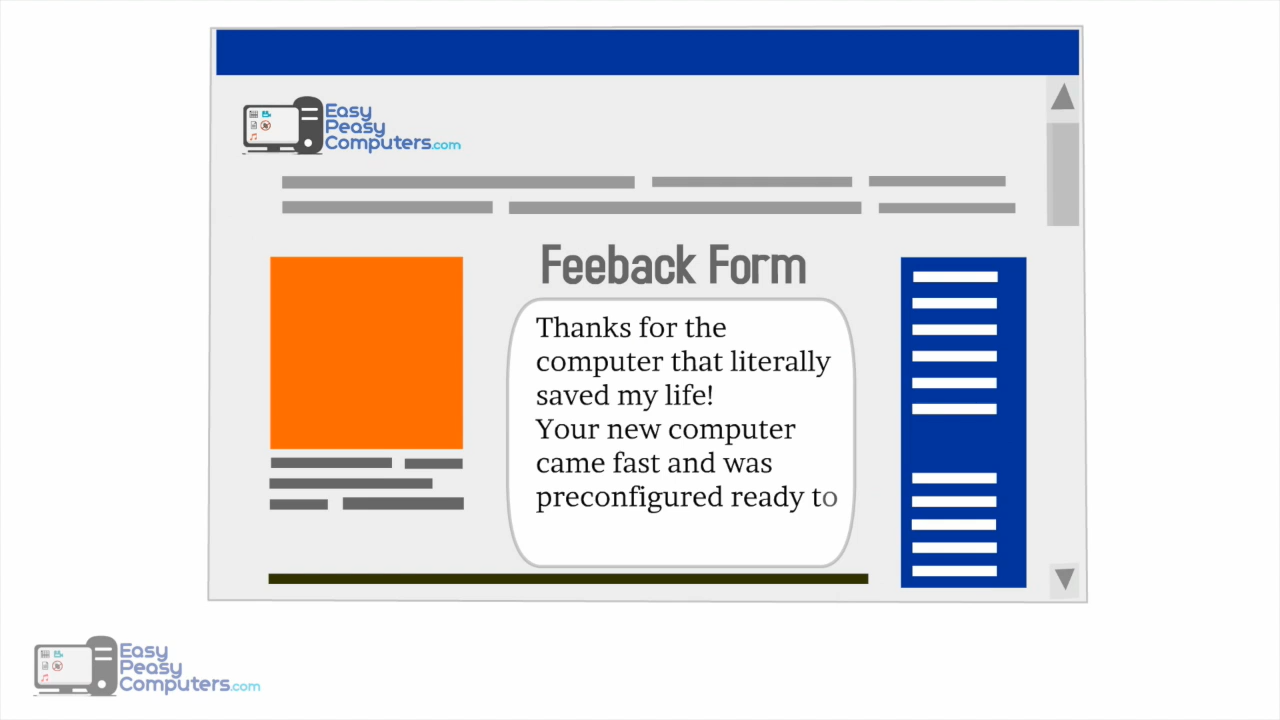 Easy
Peasy
Computers.com
Feeback Form
Thanks for the
computer that literally
saved my life!
Your new computer
came fast and was
preconfigured ready to
Easy
Peasy
Computers.com